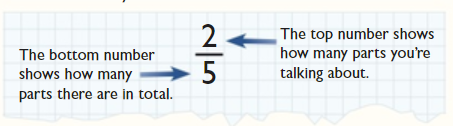 The bottom number
shows how many
parts there are in total.
2
5
The top number shows
how many parts you're
talking about.